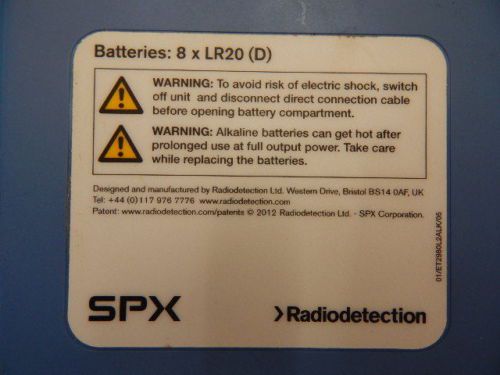 Batteries: 8 x LR20 (D)
WARNING: To avoid risk of electric shock, switch
off unit and disconnect direct connection cable
before opening battery compartment.
WARNING: Alkaline batteries can get hot after
prolonged use at full output power. Take care
while replacing the batteries.
Designed and manufactured by Radiodetection Ltd. Western Drive, Bristol BS14 0AF, UK
Tel: +44 (0)117 976 7776 www.radiodetection.com
Patent: www.radiodetection.com/patents © 2012 Radiodetection Ltd. - SPX Corporation.
01/ET2980L2ALK/05
SPX
Radiodetection